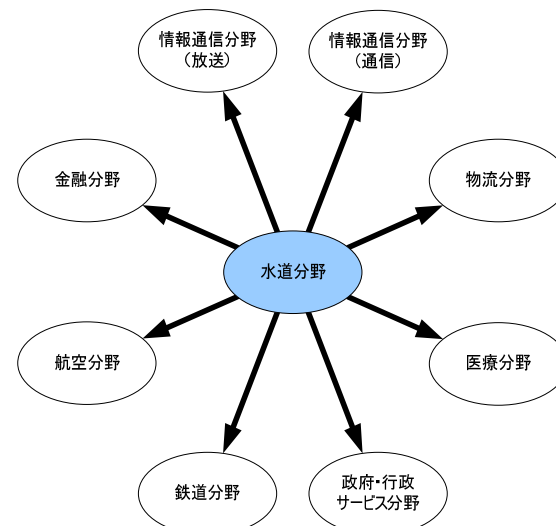 情報通信分野
（放送）
情報通信分野
（通信）
金融分野
物流分野
水道分野
航空分野
医療分野
鉄道分野
政府・行政
サービス分野